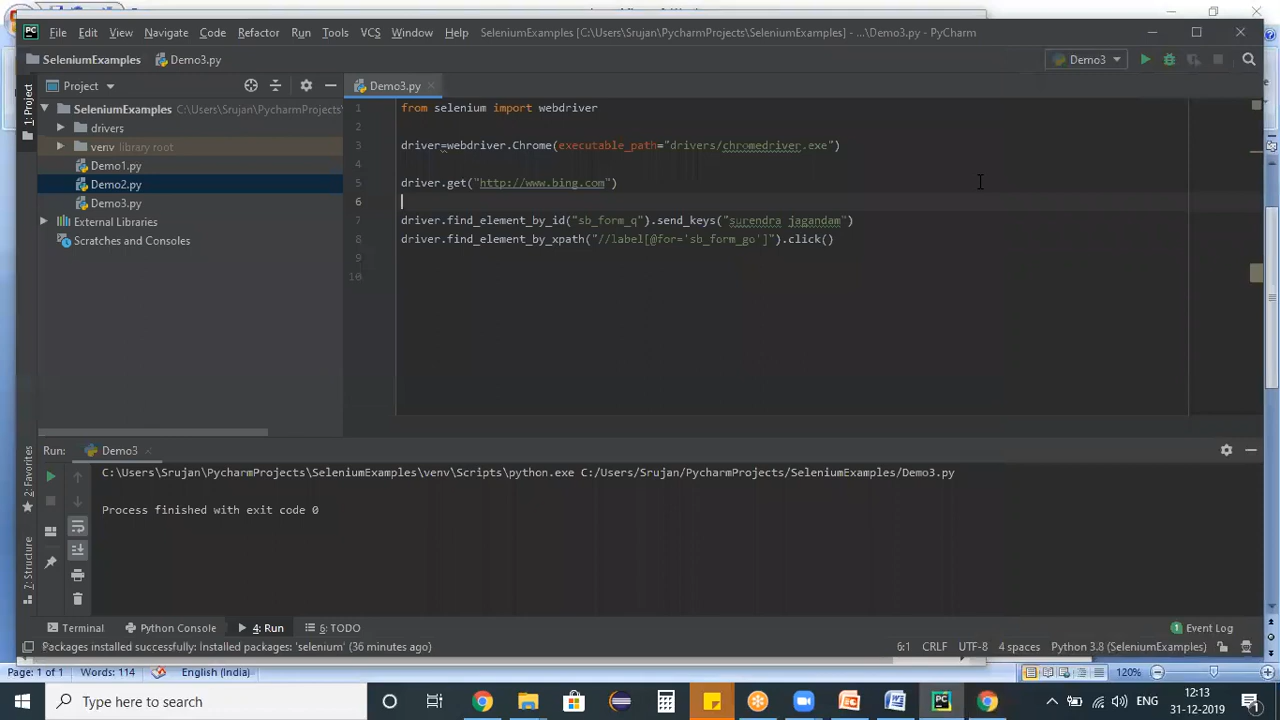 File Edit View Navigate Code Refactor Run Tools VCS Window Help SeleniumExamples [C:\Users\Srujan\PycharmProjects\SeleniumExamples] - ...\Demo3.py - PyCharm
SeleniumExamples Demo3.py Demo3
Project Demo3.py
SeleniumExamples C:\Users\Srujan\PycharmProjects\
drivers
venv library root
Demo1.py
Demo2.py
Demo3.py
External Libraries
Scratches and Consoles
1: Project
1 from selenium import webdriver
2
3 driver=webdriver.Chrome(executable_path="drivers/chromedriver.exe")
4
5 driver.get("http://www.bing.com")
6
7 driver.find_element_by_id("sb_form_q").send_keys("surendra jagandam")
8 driver.find_element_by_xpath("//label[@for='sb_form_go']").click()
9
10
Run: Demo3
C:\Users\Srujan\PycharmProjects\SeleniumExamples\venv\Scripts\python.exe C:/Users/Srujan/PycharmProjects/SeleniumExamples/Demo3.py
Process finished with exit code 0
2: Favorites
7: Structure
Terminal Python Console 4: Run 6: TODO 1 Event Log
Packages installed successfully: Installed packages: 'selenium' (36 minutes ago) 6:1 CRLF UTF-8 4 spaces Python 3.8 (SeleniumExamples)
Page: 1 of 1 Words: 114 English (India) 120%
Type here to search ENG 12:13
31-12-2019